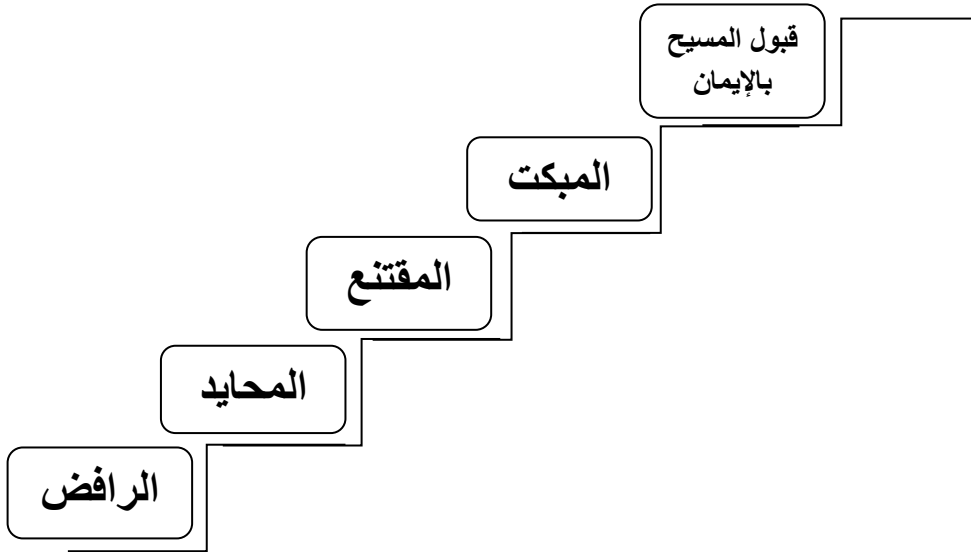 قبول المسيح
بالإيمان
المبكت
المقتنع
المحايد
الرافض